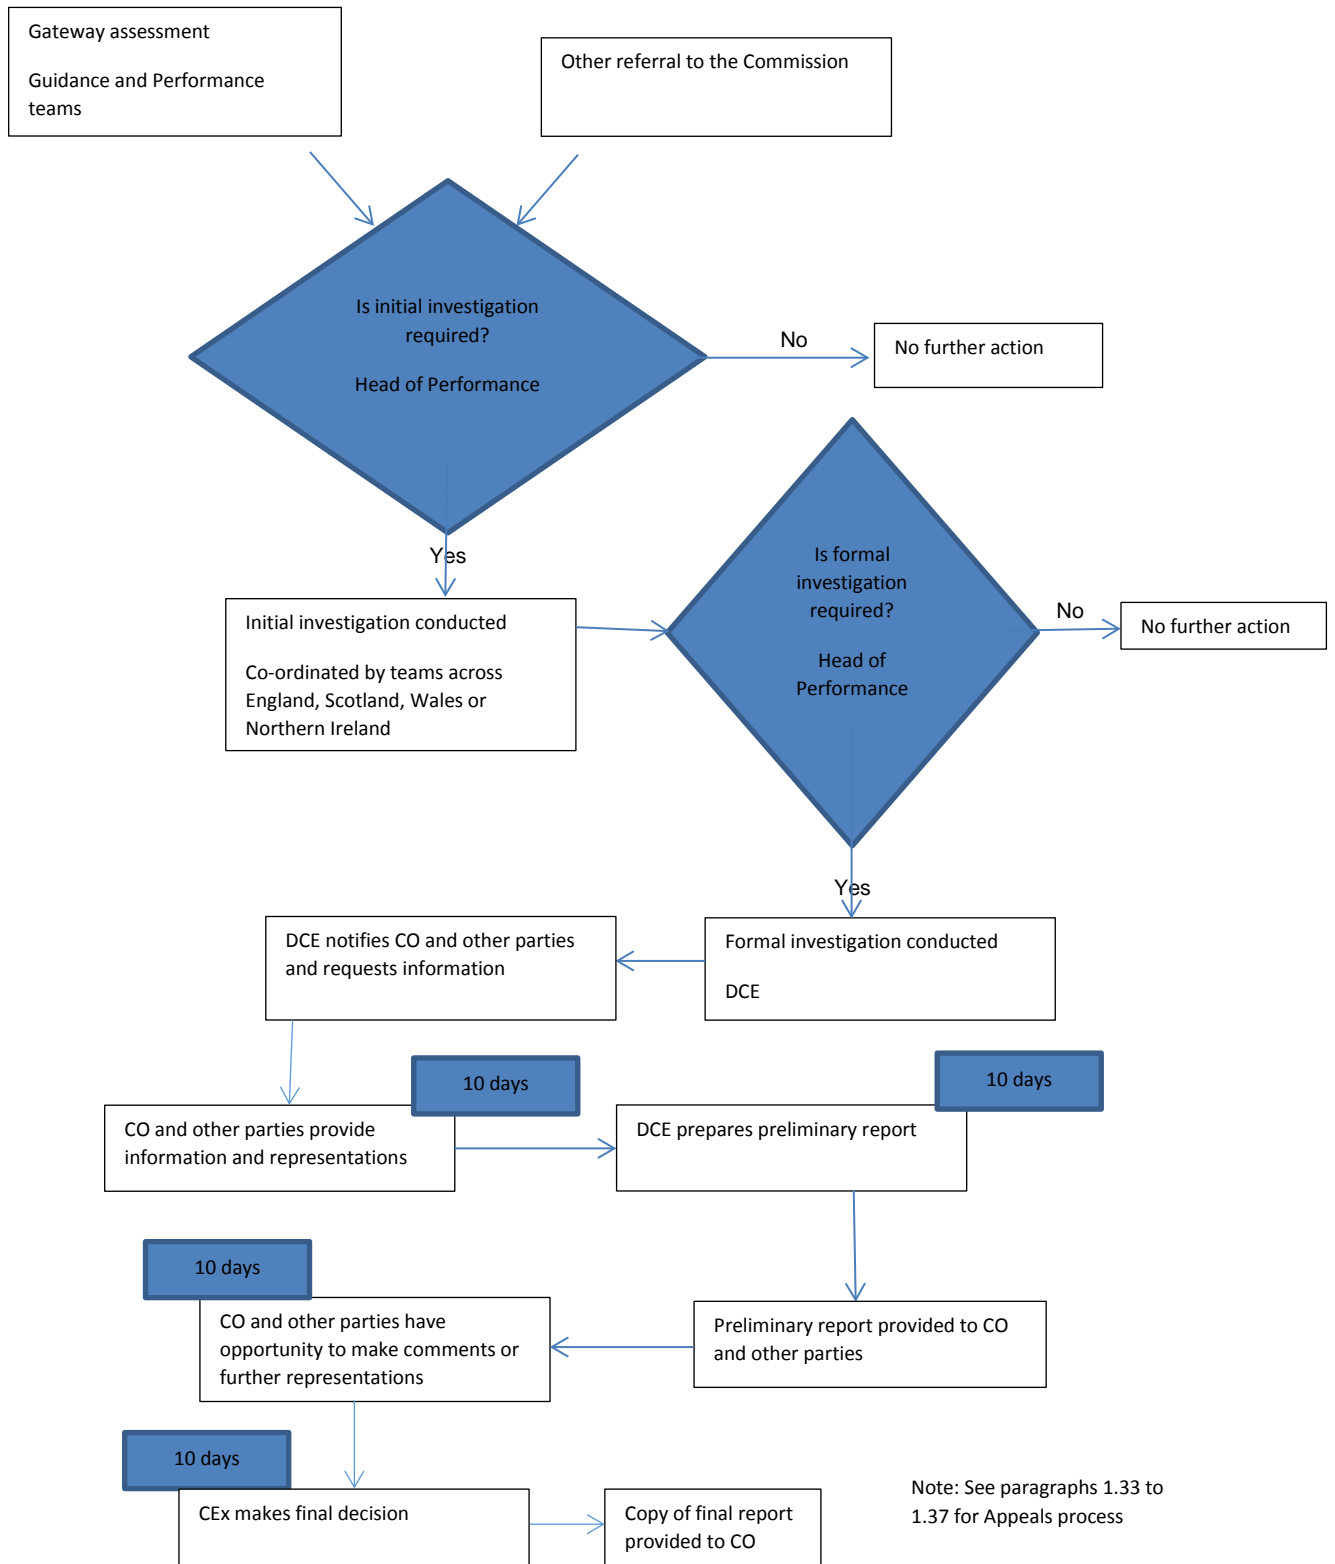 Gateway assessment
Guidance and Performance
teams
Other referral to the Commission
Is initial investigation
required?
Head of Performance
No
No further action
Yes
Initial investigation conducted
Co-ordinated by teams across
England, Scotland, Wales or
Northern Ireland
Is formal
investigation
required?
Head of
Performance
No
No further action
Yes
Formal investigation conducted
DCE
DCE notifies CO and other parties
and requests information
10 days
CO and other parties provide
information and representations
10 days
DCE prepares preliminary report
Preliminary report provided to CO
and other parties
10 days
CO and other parties have
opportunity to make comments or
further representations
10 days
CEx makes final decision
Copy of final report
provided to CO
Note: See paragraphs 1.33 to
1.37 for Appeals process